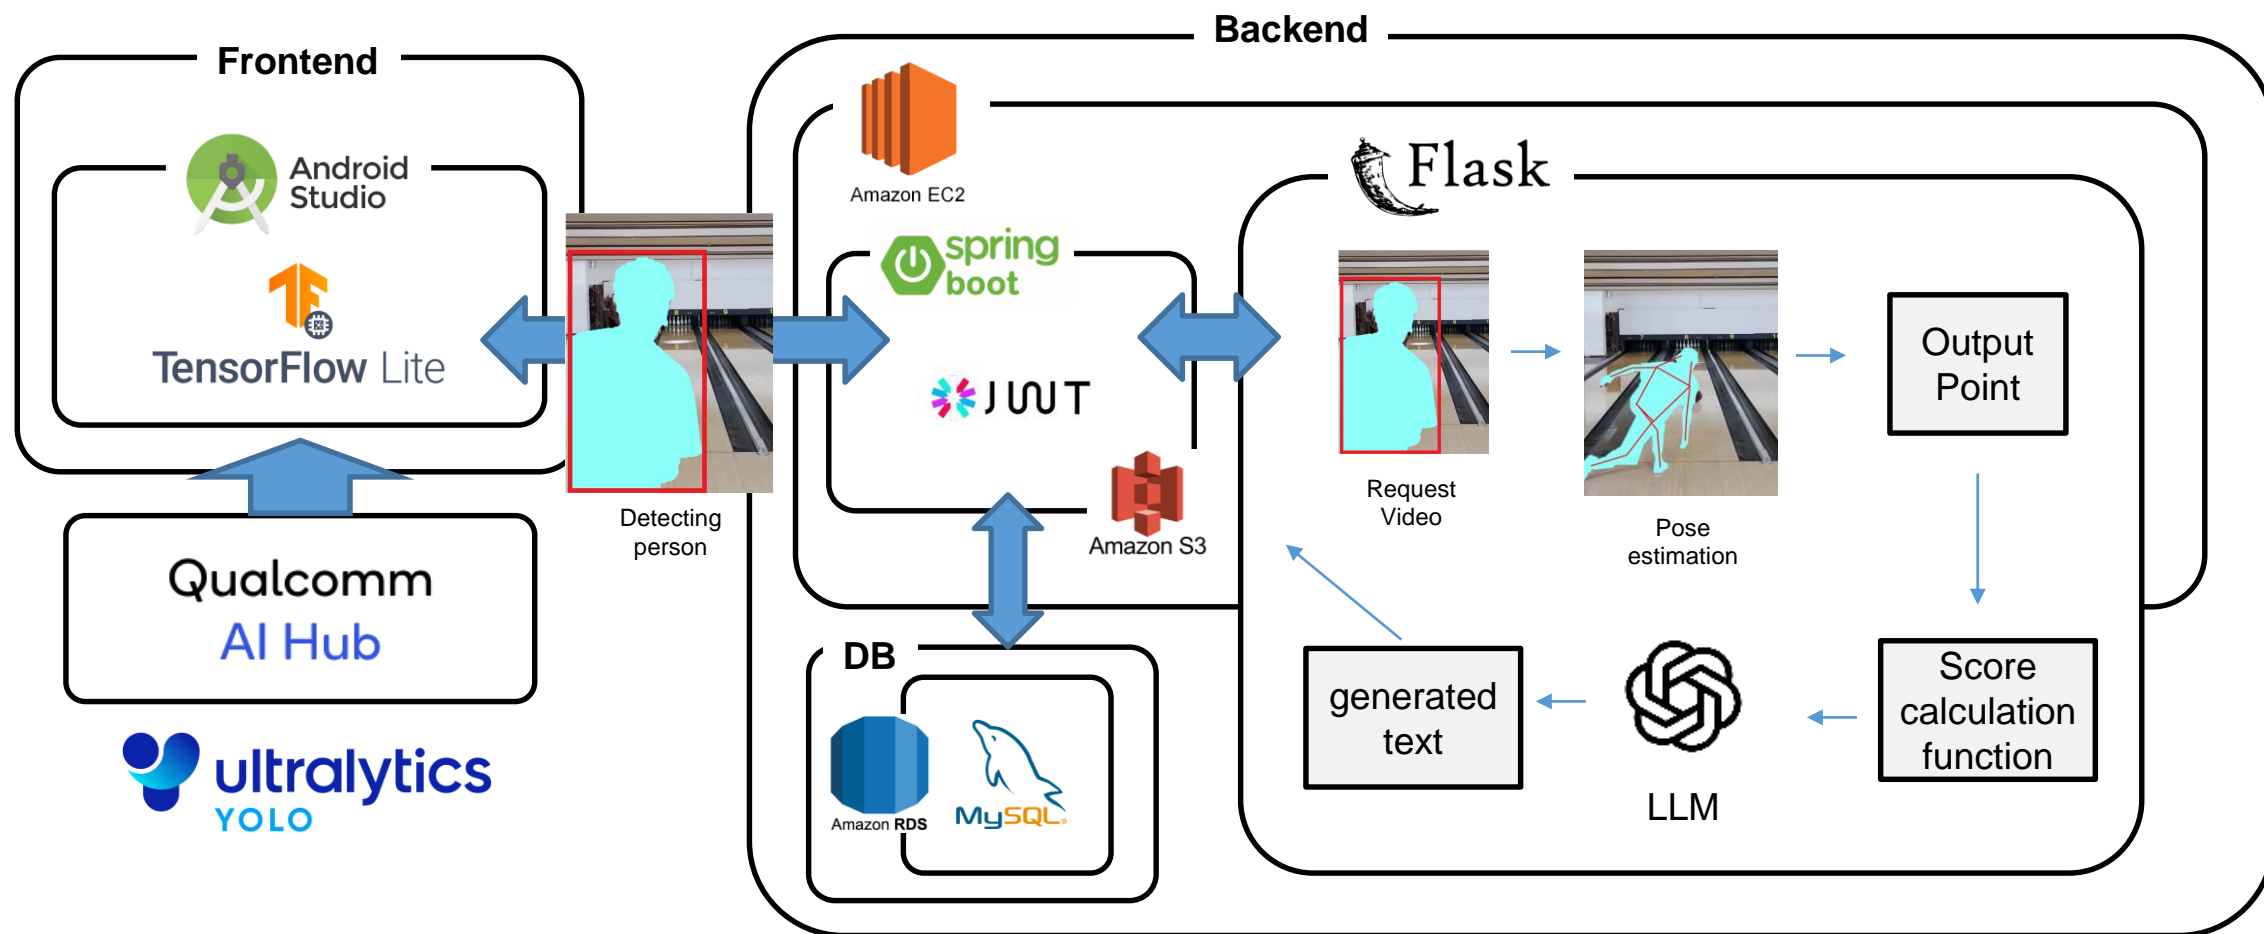 Frontend
Android
Studio
TensorFlow Lite
Qualcomm
AI Hub
ultralytics
YOLO
Detecting
person
Backend
Amazon EC2
spring
boot
JWT
Amazon S3
DB
Amazon RDS
MySQL
Flask
Request
Video
Pose
estimation
Output
Point
Score
calculation
function
LLM
generated
text